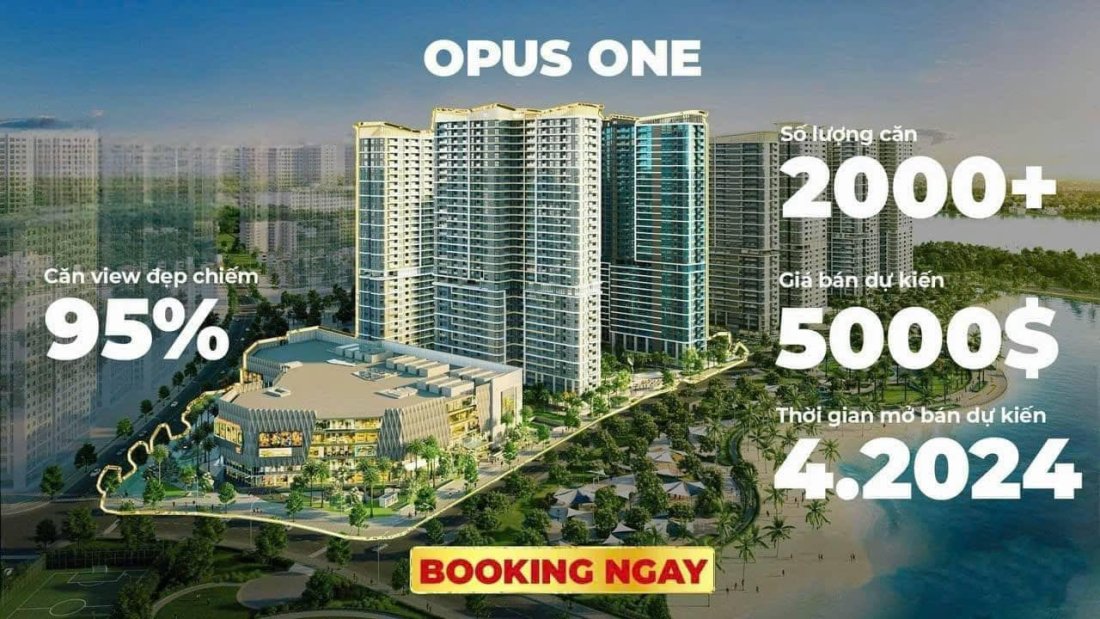 OPUS ONE
Số lượng căn
2000+
Căn view đẹp chiếm
95%
Giá bán dự kiến
5000$
Thời gian mở bán dự kiến
4.2024
BOOKING NGAY